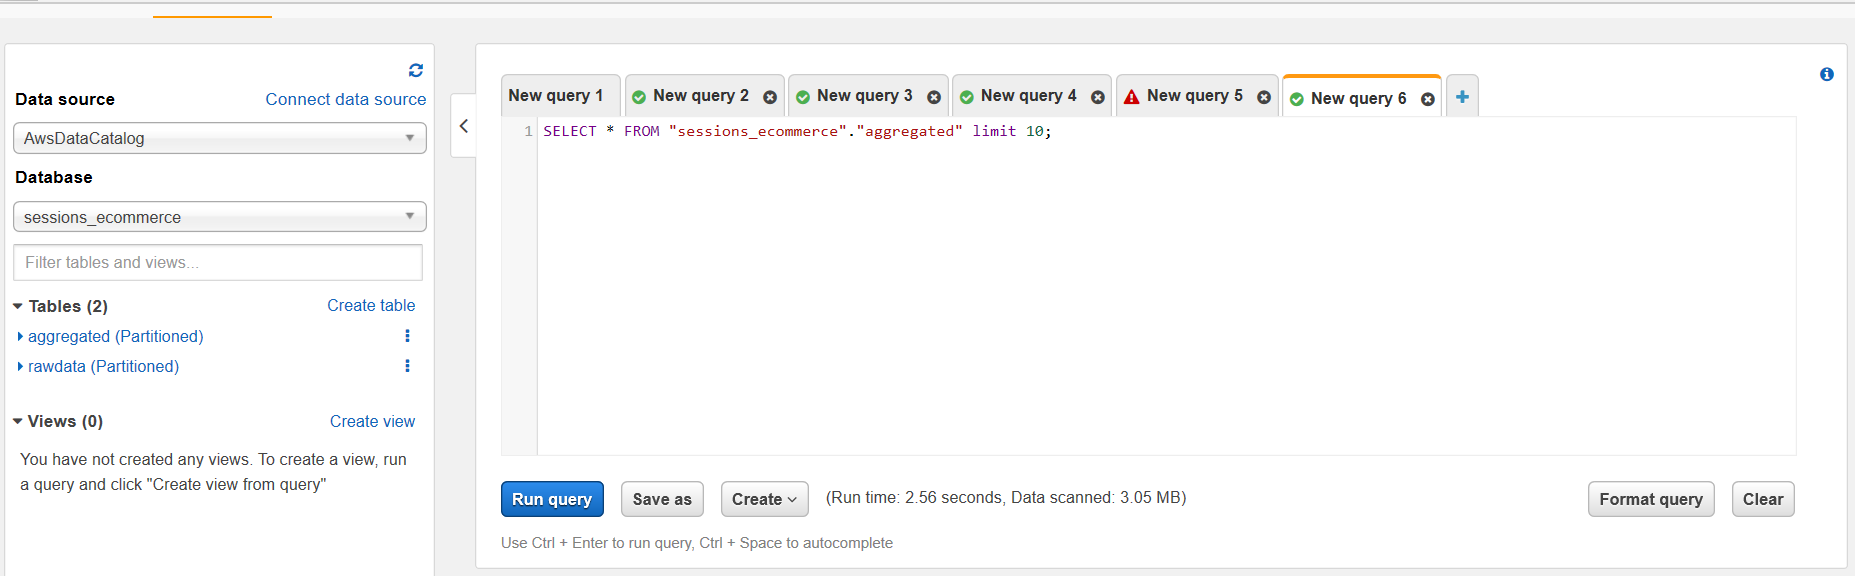 Data source
Connect data source
AwsDataCatalog
Database
sessions_ecommerce
Filter tables and views...
Tables (2)
Create table
aggregated (Partitioned)
rawdata (Partitioned)
Views (0)
Create view
You have not created any views. To create a view, run
a query and click "Create view from query"
New query 1
New query 2
New query 3
New query 4
New query 5
New query 6
1 SELECT * FROM "sessions_ecommerce"."aggregated" limit 10;
Run query
Save as
Create
(Run time: 2.56 seconds, Data scanned: 3.05 MB)
Format query
Clear
Use Ctrl + Enter to run query, Ctrl + Space to autocomplete